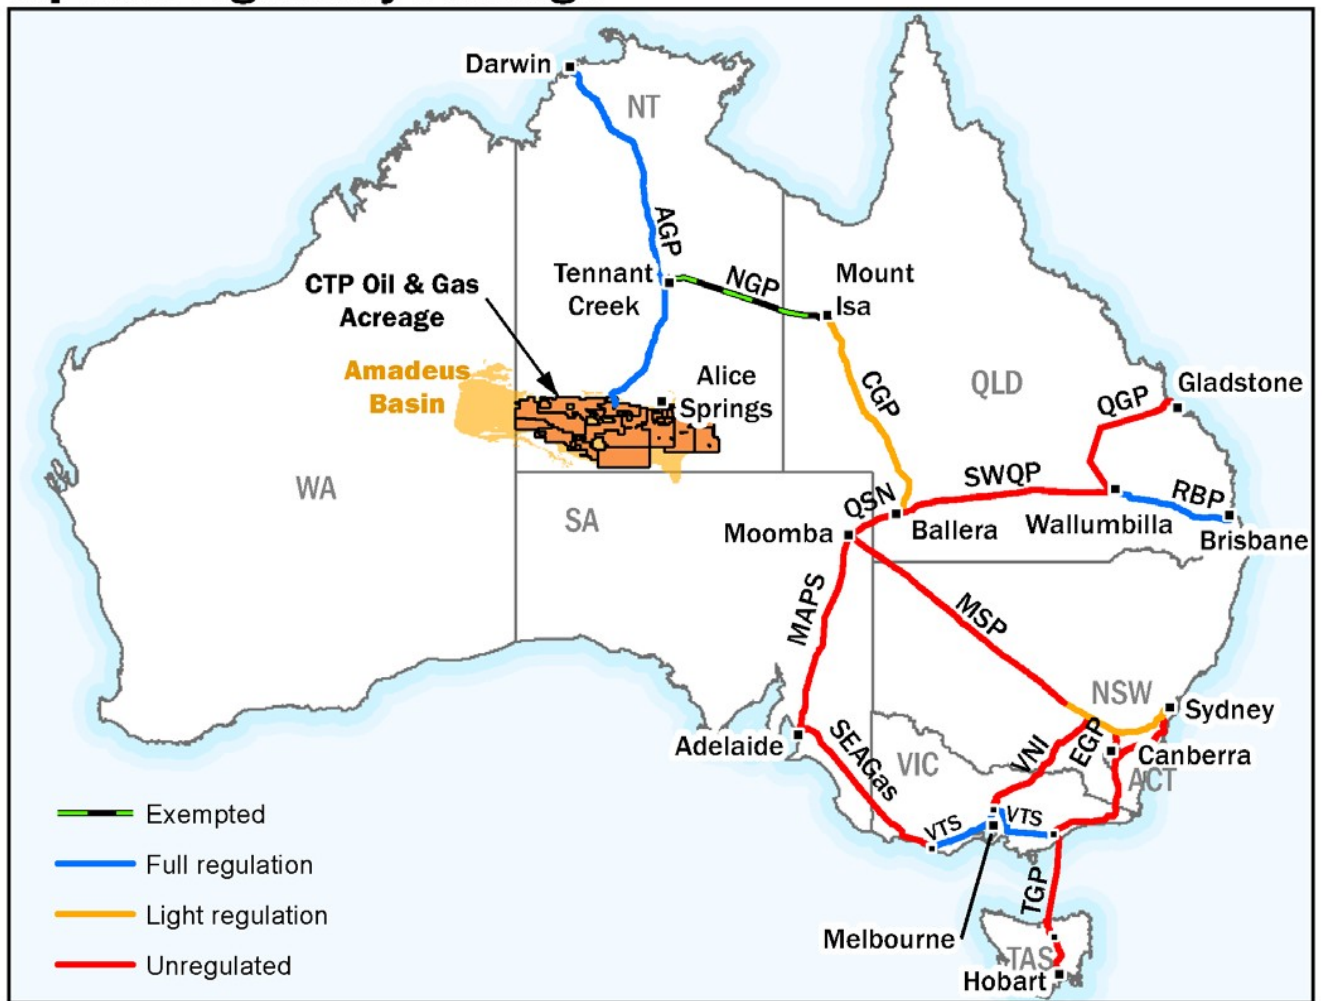 Darwin
NT
AGP
Tennant
Creek
NGP
Mount
Isa
CTP Oil & Gas
Acreage
Amadeus
Basin
Alice
Springs
CGP
QLD
Gladstone
QGP
WA
SA
SWQP
QSN
RBP
Moomba
Ballera
Wallumbilla
Brisbane
MAPS
MSP
NSW
Sydney
Adelaide
SEAGas
VIC
VNI
EGP
Canberra
ACT
VTS
VTS
TGP
Melbourne
TAS
Hobart
Exempted
Full regulation
Light regulation
Unregulated